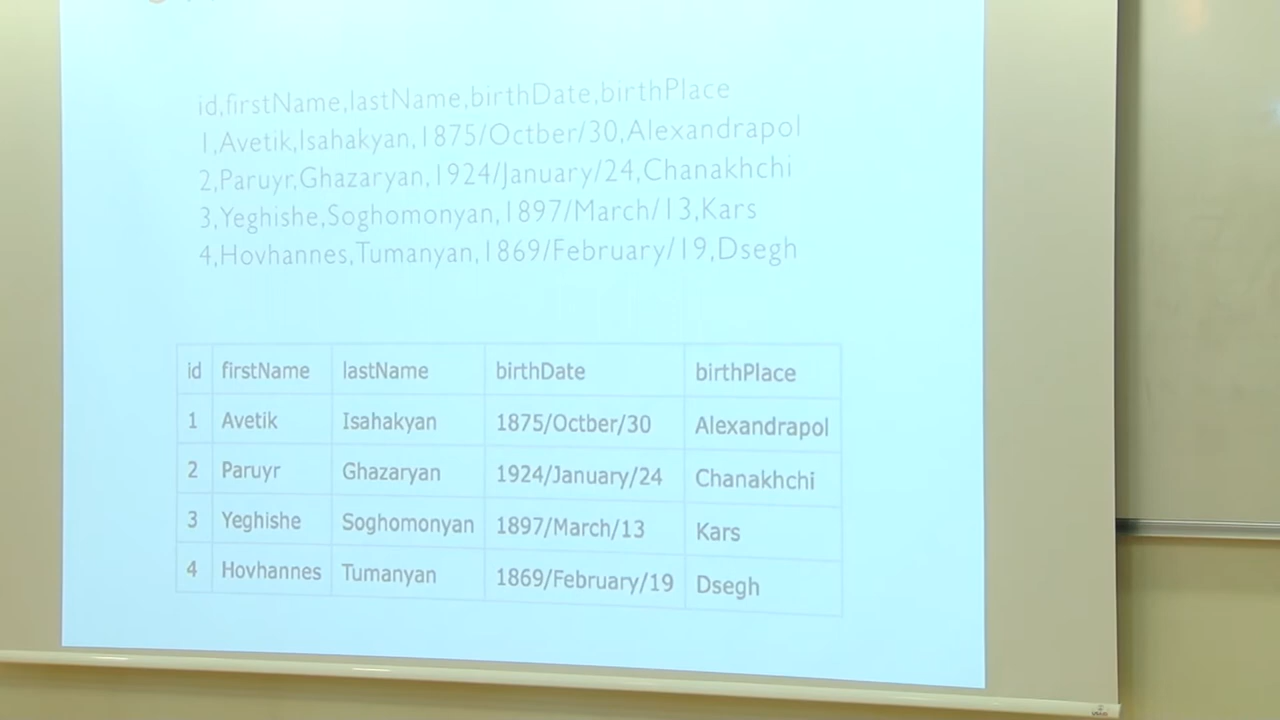 id,firstName,lastName,birthDate,birthPlace
1,Avetik,Isahakyan,1875/Octber/30,Alexandrapol
2,Paruyr,Ghazaryan,1924/January/24,Chanakhchi
3,Yeghishe,Soghomonyan,1897/March/13,Kars
4,Hovhannes,Tumanyan,1869/February/19,Dsegh
id firstName lastName birthDate birthPlace
1 Avetik Isahakyan 1875/Octber/30 Alexandrapol
2 Paruyr Ghazaryan 1924/January/24 Chanakhchi
3 Yeghishe Soghomonyan 1897/March/13 Kars
4 Hovhannes Tumanyan 1869/February/19 Dsegh